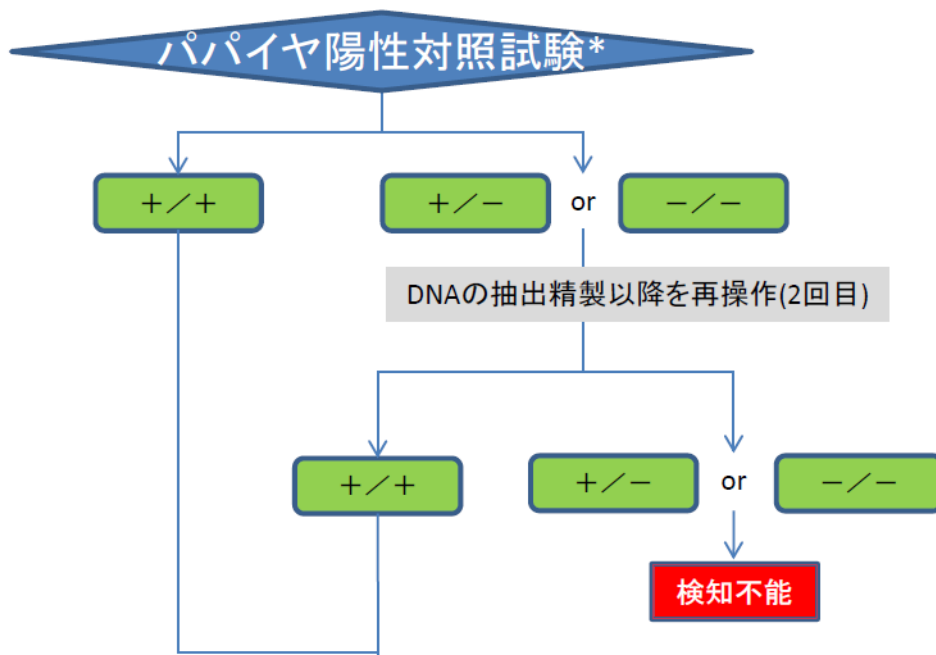 パパイヤ陽性対照試験*
+/+
+/−
or
−/−
DNAの抽出精製以降を再操作(2回目)
+/+
+/−
or
−/−
検知不能